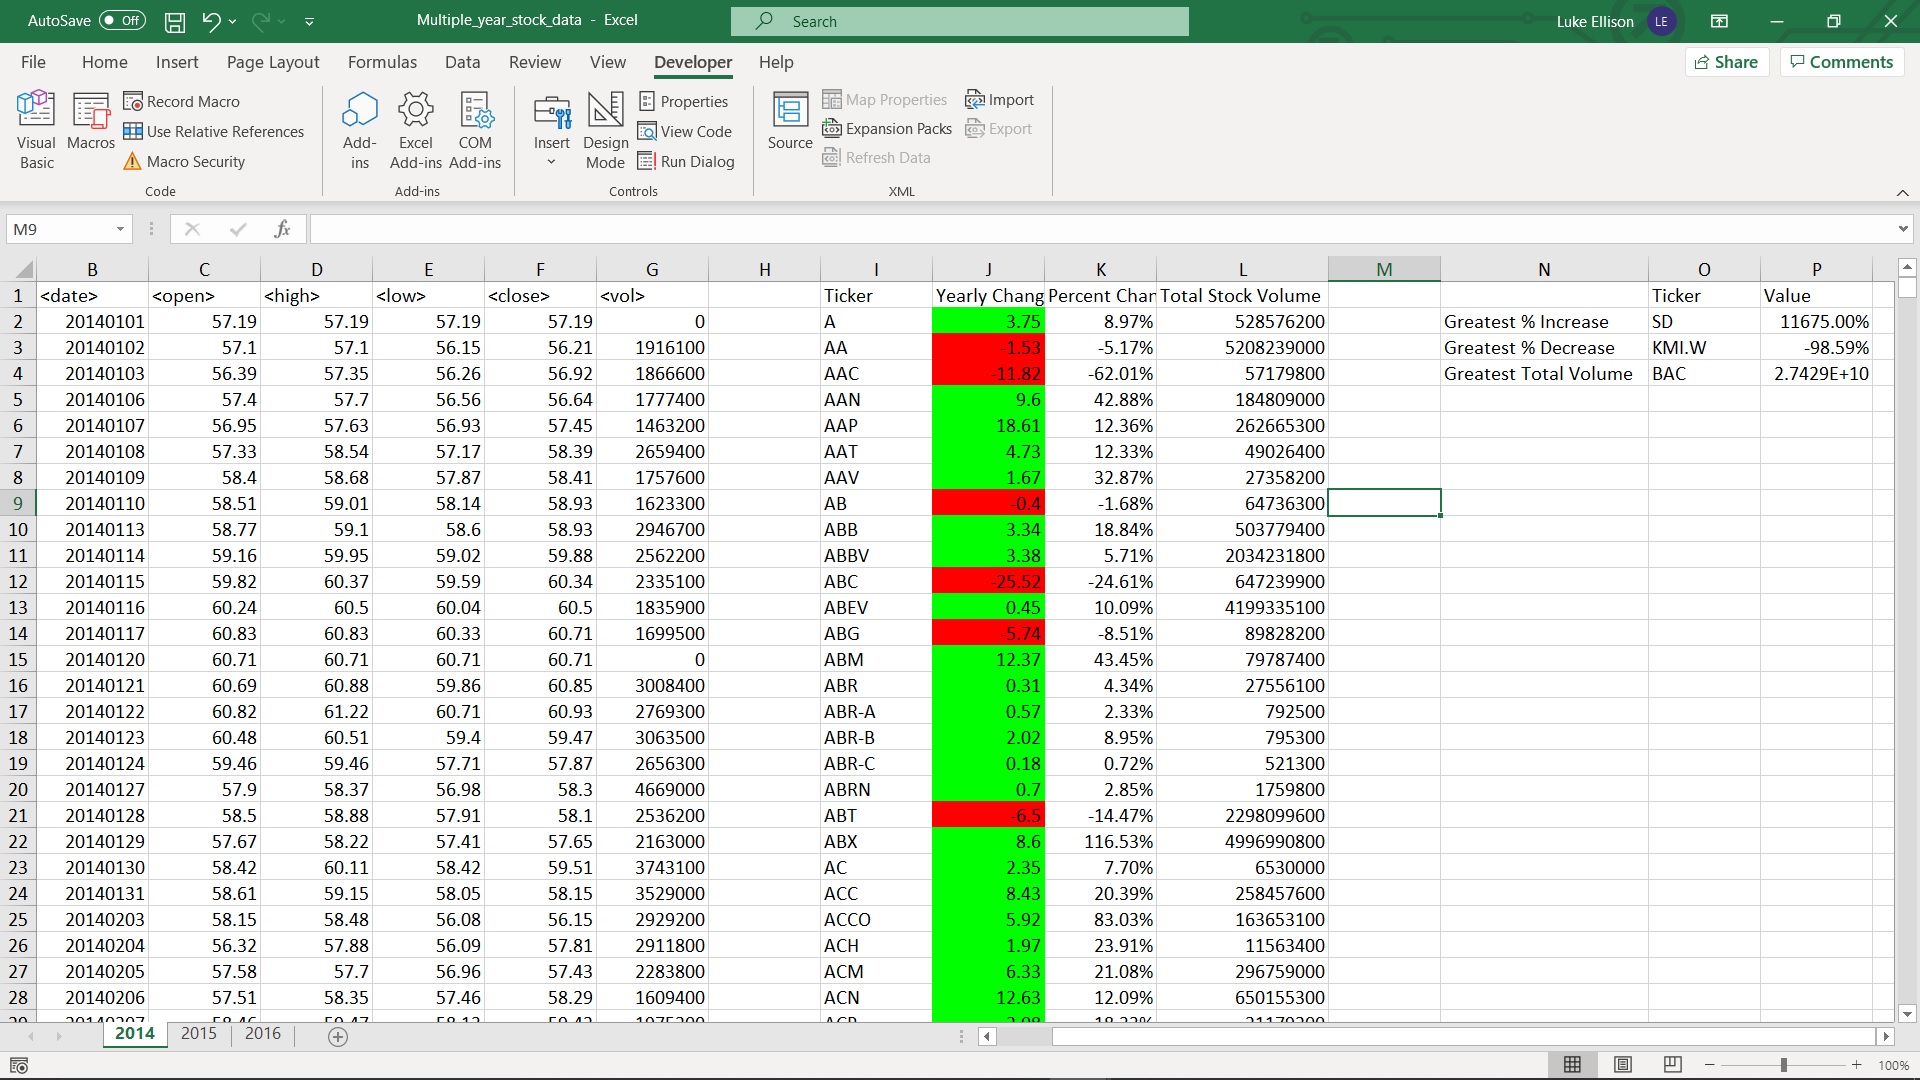 AutoSave Off Multiple_year_stock_data - Excel Search Luke Ellison LE
File Home Insert Page Layout Formulas Data Review View Developer Help Share Comments
Visual Basic Macros Record Macro Use Relative References Macro Security Code
Add-ins Excel Add-ins COM Add-ins Add-ins
Insert Design Mode Properties View Code Run Dialog Controls
Source Map Properties Expansion Packs Refresh Data Import Export XML
M9 fx
B C D E F G H I J K L M N O P
1 <date> <open> <high> <low> <close> <vol> Ticker Yearly Chang Percent Char Total Stock Volume Ticker Value
2 20140101 57.19 57.19 57.19 57.19 0 A 3.75 8.97% 528576200 Greatest % Increase SD 11675.00%
3 20140102 57.1 57.1 56.15 56.21 1916100 AA -1.53 -5.17% 5208239000 Greatest % Decrease KMI.W -98.59%
4 20140103 56.39 57.35 56.26 56.92 1866600 AAC -11.82 -62.01% 57179800 Greatest Total Volume BAC 2.7429E+10
5 20140106 57.4 57.7 56.56 56.64 1777400 AAN 9.6 42.88% 184809000
6 20140107 56.95 57.63 56.93 57.45 1463200 AAP 18.61 12.36% 262665300
7 20140108 57.33 58.54 57.17 58.39 2659400 AAT 4.73 12.33% 49026400
8 20140109 58.4 58.68 57.87 58.41 1757600 AAV 1.67 32.87% 27358200
9 20140110 58.51 59.01 58.14 58.93 1623300 AB -0.4 -1.68% 64736300
10 20140113 58.77 59.1 58.6 58.93 2946700 ABB 3.34 18.84% 503779400
11 20140114 59.16 59.95 59.02 59.88 2562200 ABBV 3.38 5.71% 2034231800
12 20140115 59.82 60.37 59.59 60.34 2335100 ABC -25.52 -24.61% 647239900
13 20140116 60.24 60.5 60.04 60.5 1835900 ABEV 0.45 10.09% 4199335100
14 20140117 60.83 60.83 60.33 60.71 1699500 ABG -5.74 -8.51% 89828200
15 20140120 60.71 60.71 60.71 60.71 0 ABM 12.37 43.45% 79787400
16 20140121 60.69 60.88 59.86 60.85 3008400 ABR 0.31 4.34% 27556100
17 20140122 60.82 61.22 60.71 60.93 2769300 ABR-A 0.57 2.33% 792500
18 20140123 60.48 60.51 59.4 59.47 3063500 ABR-B 2.02 8.95% 795300
19 20140124 59.46 59.46 57.71 57.87 2656300 ABR-C 0.18 0.72% 521300
20 20140127 57.9 58.37 56.98 58.3 4669000 ABRN 0.7 2.85% 1759800
21 20140128 58.5 58.88 57.91 58.1 2536200 ABT -6.5 -14.47% 2298099600
22 20140129 57.67 58.22 57.41 57.65 2163000 ABX 8.6 116.53% 4996990800
23 20140130 58.42 60.11 58.42 59.51 3743100 AC 2.35 7.70% 6530000
24 20140131 58.61 59.15 58.05 58.15 3529000 ACC 8.43 20.39% 258457600
25 20140203 58.15 58.48 56.08 56.15 2929200 ACCO 5.92 83.03% 163653100
26 20140204 56.32 57.88 56.09 57.81 2911800 ACH 1.97 23.91% 11563400
27 20140205 57.58 57.7 56.96 57.43 2283800 ACM 6.33 21.08% 296759000
28 20140206 57.51 58.35 57.46 58.29 1609400 ACN 12.63 12.09% 650155300
2014 2015 2016
100%